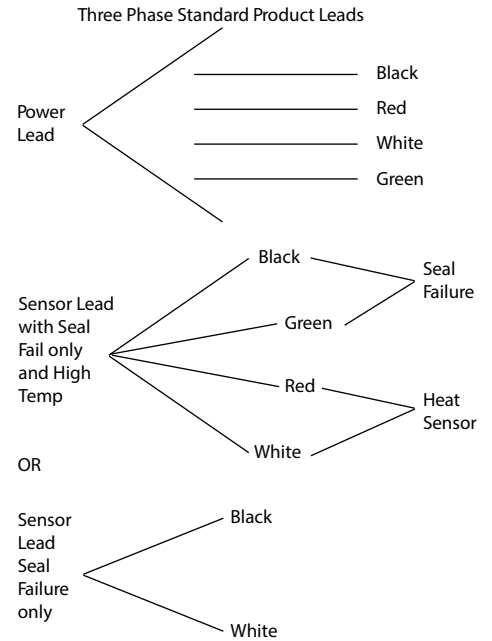 Three Phase Standard Product Leads
Power
Lead
Black
Red
White
Green
Sensor Lead
with Seal
Fail only
and High
Temp
Black
Green
Red
White
Seal
Failure
Heat
Sensor
OR
Sensor
Lead
Seal
Failure
only
Black
White